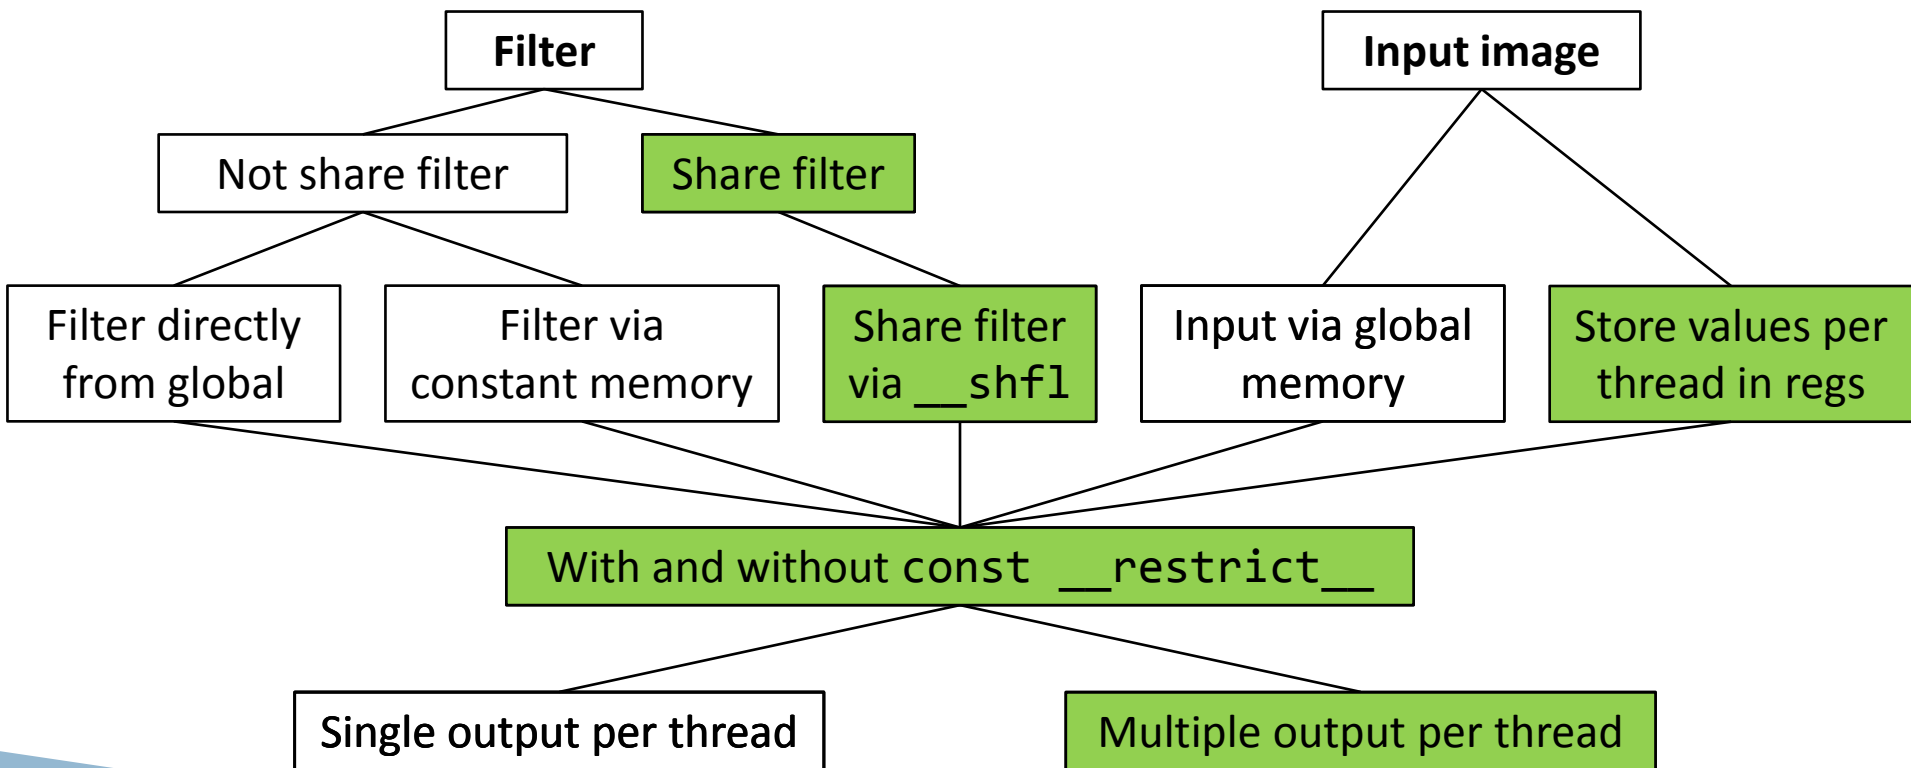 Filter
Input image
Not share filter
Share filter
Filter directly
from global
Filter via
constant memory
Share filter
via __shfl
Input via global
memory
Store values per
thread in regs
With and without const __restrict__
Single output per thread
Multiple output per thread